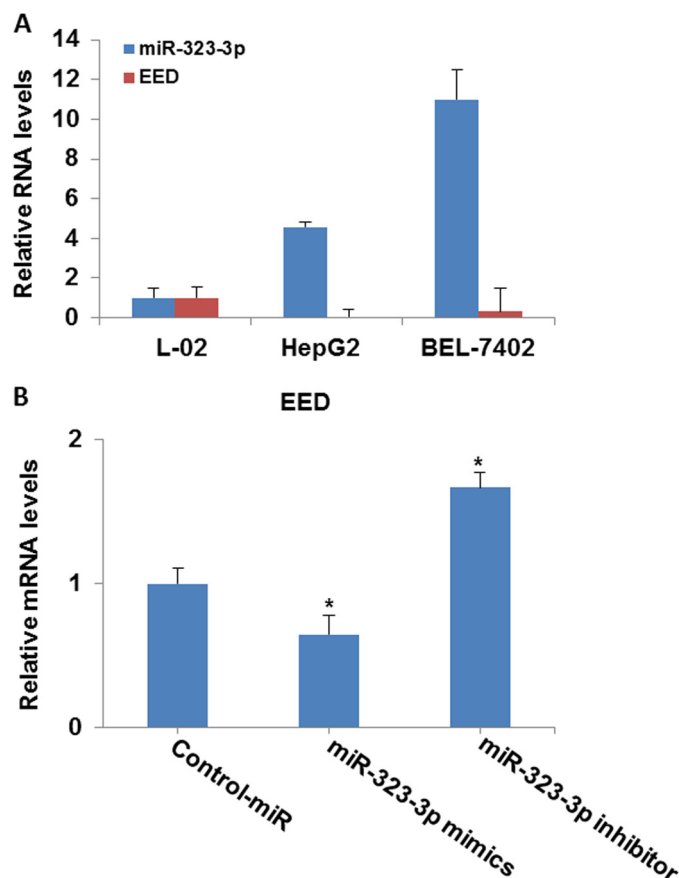 A
14
12
10
8
6
4
2
0
Relative RNA levels
miR-323-3p
EED
L-02 HepG2 BEL-7402
B
EED
2
1
0
Relative mRNA levels
*
*
Control-miR
miR-323-3p mimics
miR-323-3p inhibitor